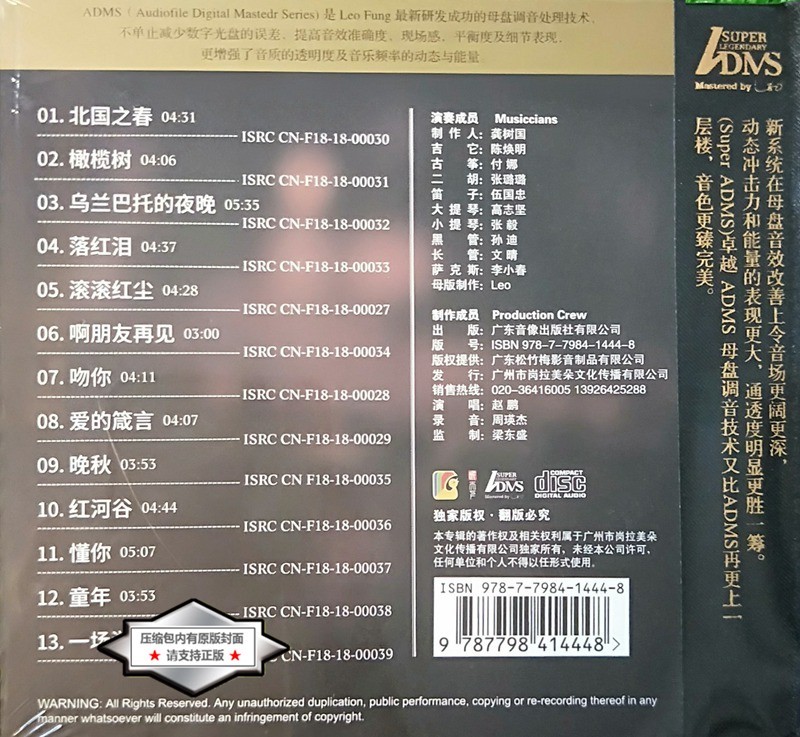 ADMS ( Audiofile Digital Mastedr Series) 是 Leo Fung 最新研发成功的母盘调音处理技术,
不单止减少数字光盘的误差, 提高音效准确度, 现场感, 平衡度及细节表现,
更增强了音质的透明度及音乐频率的动态与能量
01. 北国之春 04:31
ISRC CN-F18-18-00030
02. 橄榄树 04:06
ISRC CN-F18-18-00031
03. 乌兰巴托的夜晚 05:35
ISRC CN-F18-18-00032
04. 落红泪 04:37
ISRC CN-F18-18-00033
05. 滚滚红尘 04:28
ISRC CN-F18-18-00027
06. 啊朋友再见 03:00
ISRC CN-F18-18-00034
07. 吻你 04:11
ISRC CN-F18-18-00028
08. 爱的箴言 04:07
ISRC CN-F18-18-00029
09. 晚秋 03:53
ISRC CN-F18-18-00035
10. 红河谷 04:44
ISRC CN-F18-18-00036
11. 懂你 05:07
ISRC CN-F18-18-00037
12. 童年 03:53
ISRC CN-F18-18-00038
13. 一场
ISRC CN-F18-18-00039
压缩包内有原版封面
★ 请支持正版 ★
演奏成员 Musiccians
制作人: 龚树国
吉它: 陈焕明
古筝: 付娜
二胡: 张璐璐
笛子: 伍国忠
大提琴: 高志坚
小提琴: 张毅
黑管: 孙迪
长管: 文晴
萨克斯: 李小春
母版制作: Leo
制作成员 Production Crew
出版: 广东音像出版社有限公司
版号: ISBN 978-7-7984-1444-8
版权提供: 广东松竹梅影音制品有限公司
发行: 广州市岗拉美朵文化传播有限公司
销售热线: 020-36416005 13926425288
演唱: 赵鹏
录音: 周瑛杰
监制: 梁东盛
SUPER
ADMS
Mastered by
COMPACT
disc
DIGITAL AUDIO
独家版权·翻版必究
本专辑的著作权及相关权利属于广州市岗拉美朵
文化传播有限公司独家所有, 未经本公司许可,
任何单位和个人不得以任形式使用。
ISBN 978-7-7984-1444-8
9 787798 414448 >
WARNING: All Rights Reserved. Any unauthorized duplication, public performance, copying or re-recording thereof in any
manner whatsoever will constitute an infringement of copyright.
SUPER
LEGENDARY
ADMS
Mastered by Leo
新系统在母盘音效改善上令音场更阔更深,
动态冲击力和能量的表现更大, 通透度明显更胜一筹。
(Super ADMS)卓越 ADMS 母盘调音技术又比ADMS再更上一
层楼, 音色更臻完美。